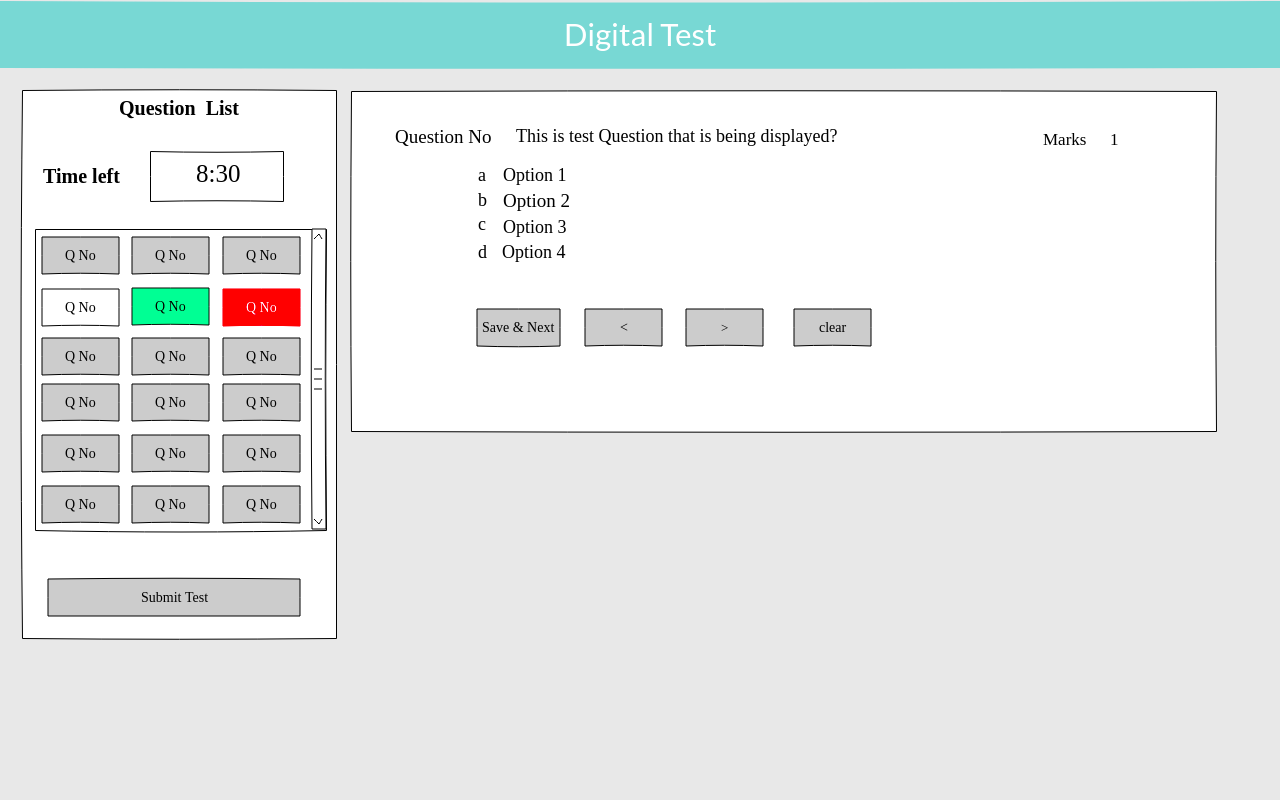 Digital Test
Question List
Time left 8:30
Q No Q No Q No
Q No Q No Q No
Q No Q No Q No
Q No Q No Q No
Q No Q No Q No
Q No Q No Q No
Submit Test
Question No This is test Question that is being displayed? Marks 1
a Option 1
b Option 2
c Option 3
d Option 4
Save & Next < > clear